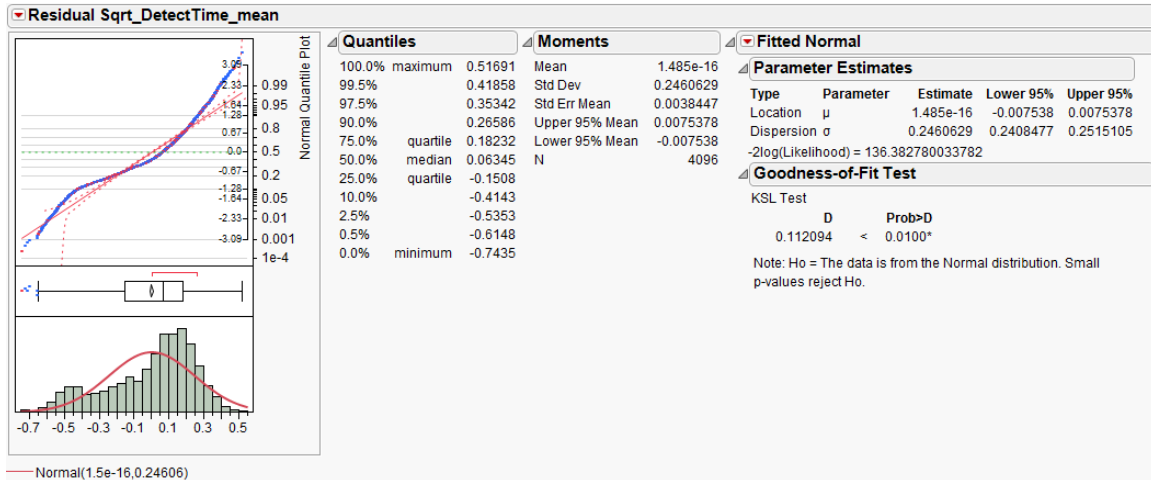 Residual Sqrt_DetectTime_mean
Normal Quantile Plot
3.09
2.33
1.64
1.28
0.67
0.0
-0.67
-1.28
-1.64
-2.33
-3.09
0.99
0.95
0.8
0.5
0.2
0.05
0.01
0.001
1e-4
-0.7 -0.5 -0.3 -0.1 0.1 0.3 0.5
Normal(1.5e-16,0.24606)
Quantiles
100.0% maximum 0.51691
99.5% 0.41858
97.5% 0.35342
90.0% 0.26586
75.0% quartile 0.18232
50.0% median 0.06345
25.0% quartile -0.1508
10.0% -0.4143
2.5% -0.5353
0.5% -0.6148
0.0% minimum -0.7435
Moments
Mean 1.485e-16
Std Dev 0.2460629
Std Err Mean 0.0038447
Upper 95% Mean 0.0075378
Lower 95% Mean -0.007538
N 4096
Fitted Normal
Parameter Estimates
Type Parameter Estimate Lower 95% Upper 95%
Location μ 1.485e-16 -0.007538 0.0075378
Dispersion σ 0.2460629 0.2408477 0.2515105
-2log(Likelihood) = 136.382780033782
Goodness-of-Fit Test
KSL Test
D Prob>D
0.112094 < 0.0100*
Note: Ho = The data is from the Normal distribution. Small
p-values reject Ho.